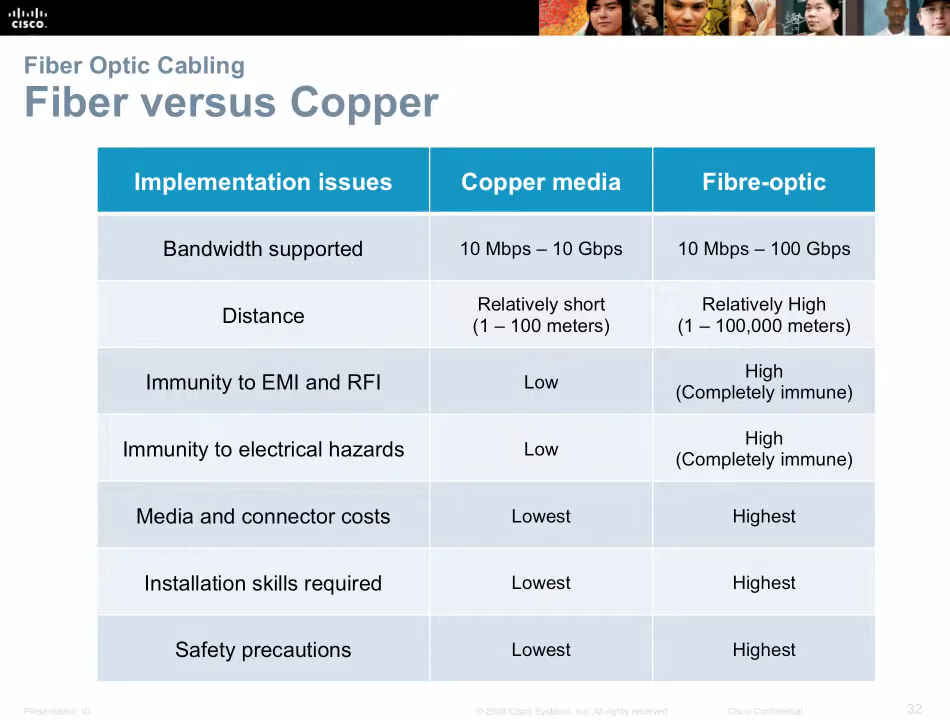 CISCO
Fiber Optic Cabling
Fiber versus Copper
Implementation issues
Copper media
Fibre-optic
Bandwidth supported
10 Mbps – 10 Gbps
10 Mbps – 100 Gbps
Distance
Relatively short
(1 – 100 meters)
Relatively High
(1 – 100,000 meters)
Immunity to EMI and RFI
Low
High
(Completely immune)
Immunity to electrical hazards
Low
High
(Completely immune)
Media and connector costs
Lowest
Highest
Installation skills required
Lowest
Highest
Safety precautions
Lowest
Highest
Presentation_ID
© 2008 Cisco Systems, Inc. All rights reserved.
Cisco Confidential
32